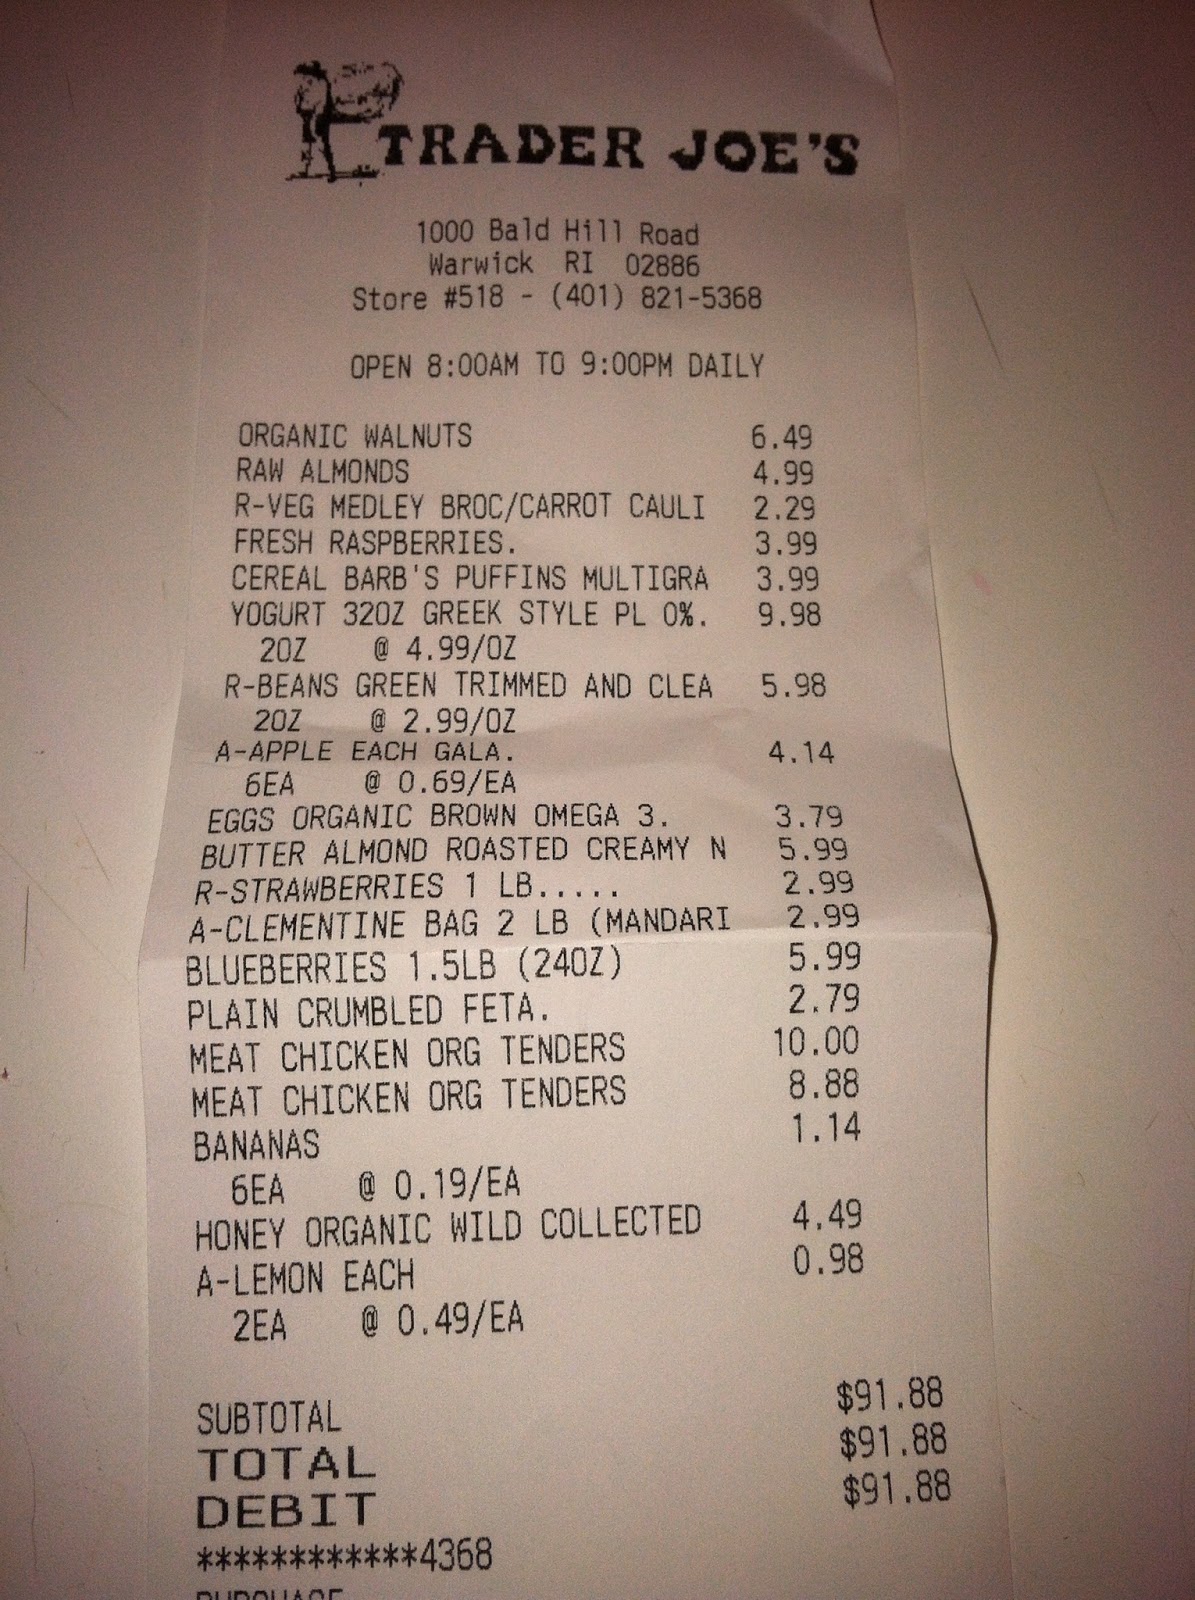 TRADER JOE'S
1000 Bald Hill Road
Warwick RI 02886
Store #518 - (401) 821-5368
OPEN 8:00AM TO 9:00PM DAILY
ORGANIC WALNUTS 6.49
RAW ALMONDS 4.99
R-VEG MEDLEY BROC/CARROT CAULI 2.29
FRESH RASPBERRIES. 3.99
CEREAL BARB'S PUFFINS MULTIGRA 3.99
YOGURT 32OZ GREEK STYLE PL 0%. 9.98
2OZ @ 4.99/OZ
R-BEANS GREEN TRIMMED AND CLEA 5.98
2OZ @ 2.99/OZ
A-APPLE EACH GALA. 4.14
6EA @ 0.69/EA
EGGS ORGANIC BROWN OMEGA 3. 3.79
BUTTER ALMOND ROASTED CREAMY N 5.99
R-STRAWBERRIES 1 LB..... 2.99
A-CLEMENTINE BAG 2 LB (MANDARI 2.99
BLUEBERRIES 1.5LB (24OZ) 5.99
PLAIN CRUMBLED FETA. 2.79
MEAT CHICKEN ORG TENDERS 10.00
MEAT CHICKEN ORG TENDERS 8.88
BANANAS 1.14
6EA @ 0.19/EA
HONEY ORGANIC WILD COLLECTED 4.49
A-LEMON EACH 0.98
2EA @ 0.49/EA
SUBTOTAL $91.88
TOTAL $91.88
DEBIT $91.88
************4368
PURCHASE